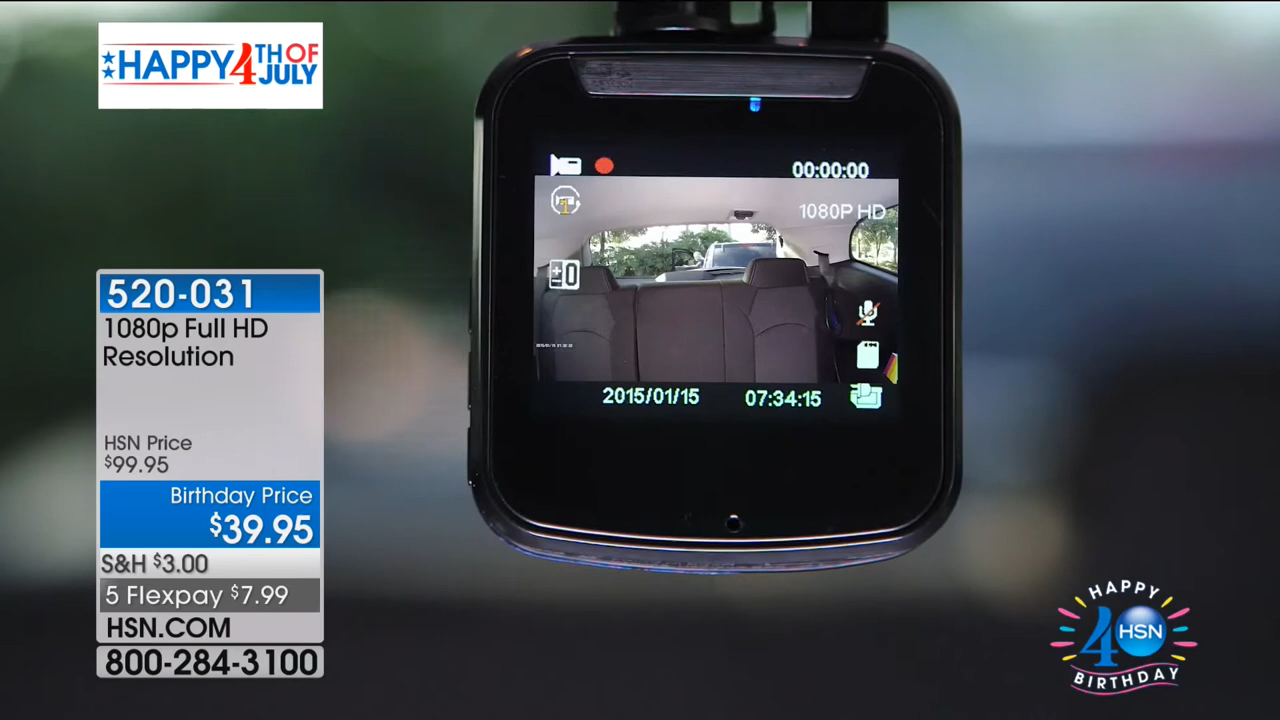 HAPPY 4TH OF JULY
520-031
1080p Full HD
Resolution
HSN Price
$99.95
Birthday Price
$39.95
S&H $3.00
5 Flexpay $7.99
HSN.COM
800-284-3100
00:00:00
1080P HD
1
±0
2015/01/15
07:34:15
HAPPY
40
HSN
BIRTHDAY